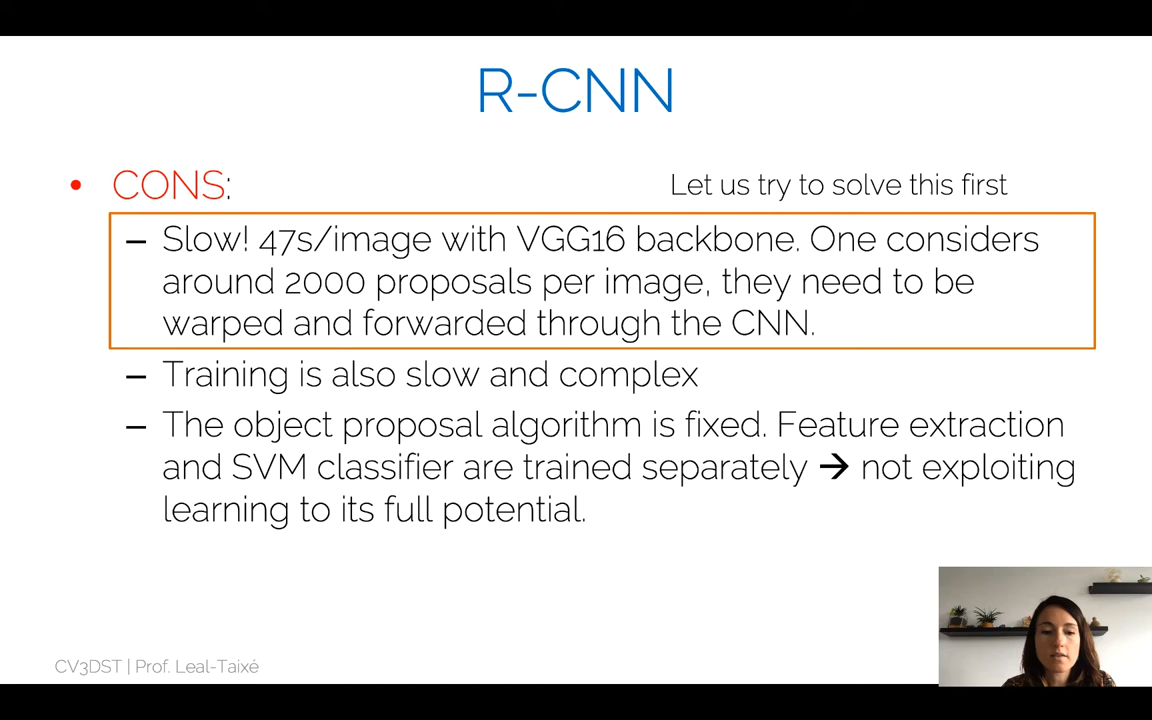 R-CNN
• CONS:
Let us try to solve this first
– Slow! 47s/image with VGG16 backbone. One considers
around 2000 proposals per image, they need to be
warped and forwarded through the CNN.
– Training is also slow and complex
– The object proposal algorithm is fixed. Feature extraction
and SVM classifier are trained separately → not exploiting
learning to its full potential.
CV3DST | Prof. Leal-Taixé